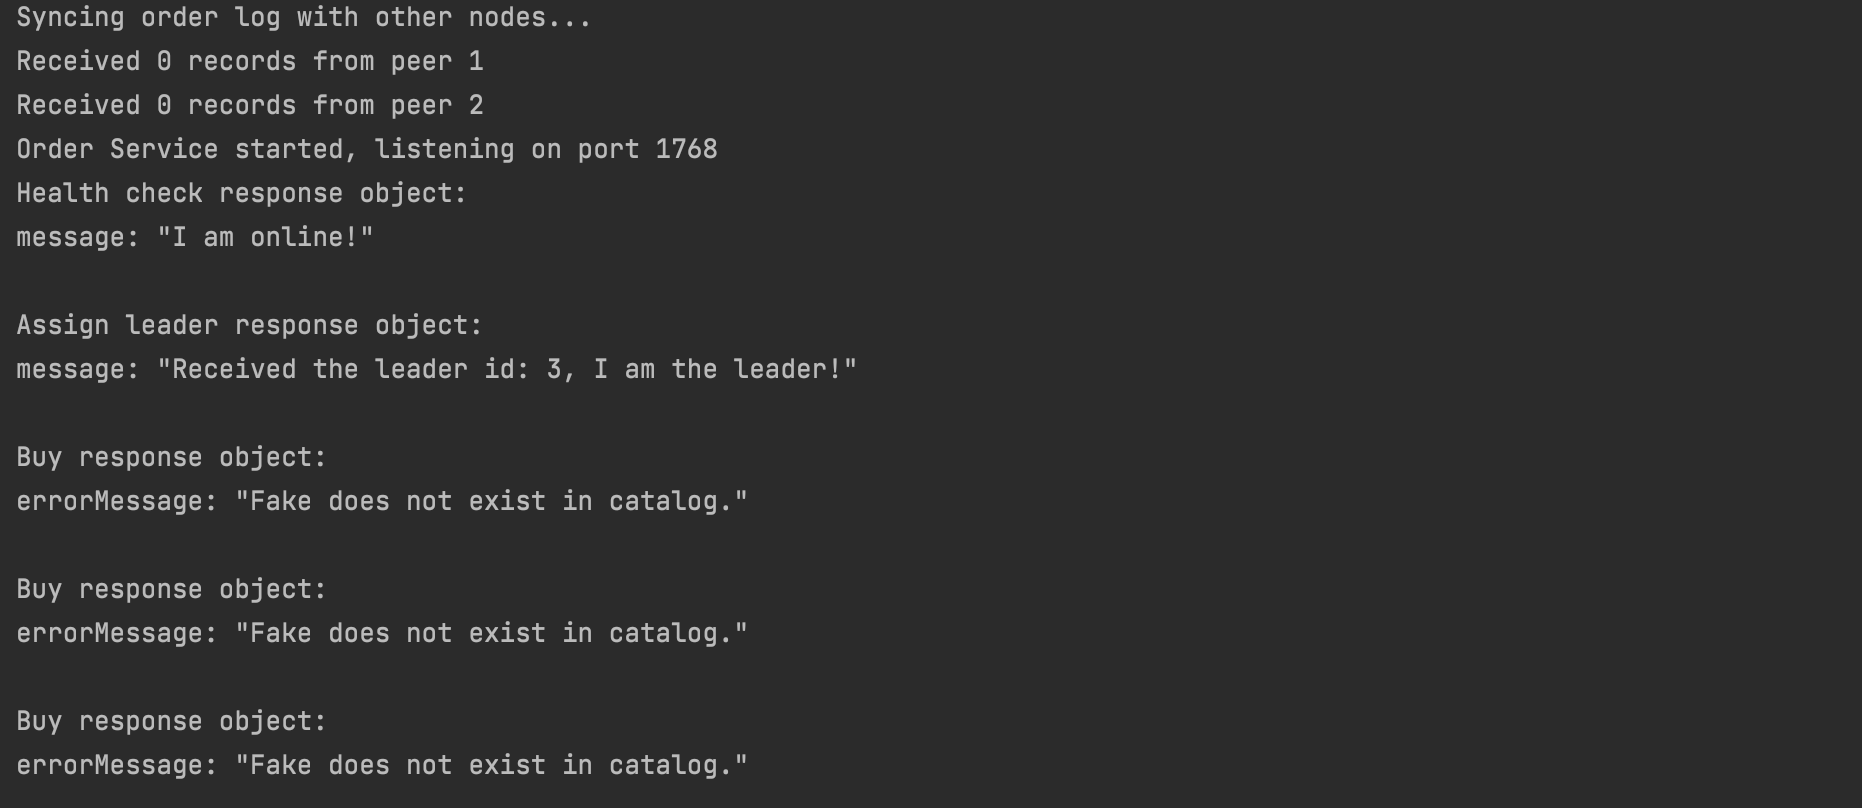 Syncing order log with other nodes...
Received 0 records from peer 1
Received 0 records from peer 2
Order Service started, listening on port 1768
Health check response object:
message: "I am online!"
Assign leader response object:
message: "Received the leader id: 3, I am the leader!"
Buy response object:
errorMessage: "Fake does not exist in catalog."
Buy response object:
errorMessage: "Fake does not exist in catalog."
Buy response object:
errorMessage: "Fake does not exist in catalog."